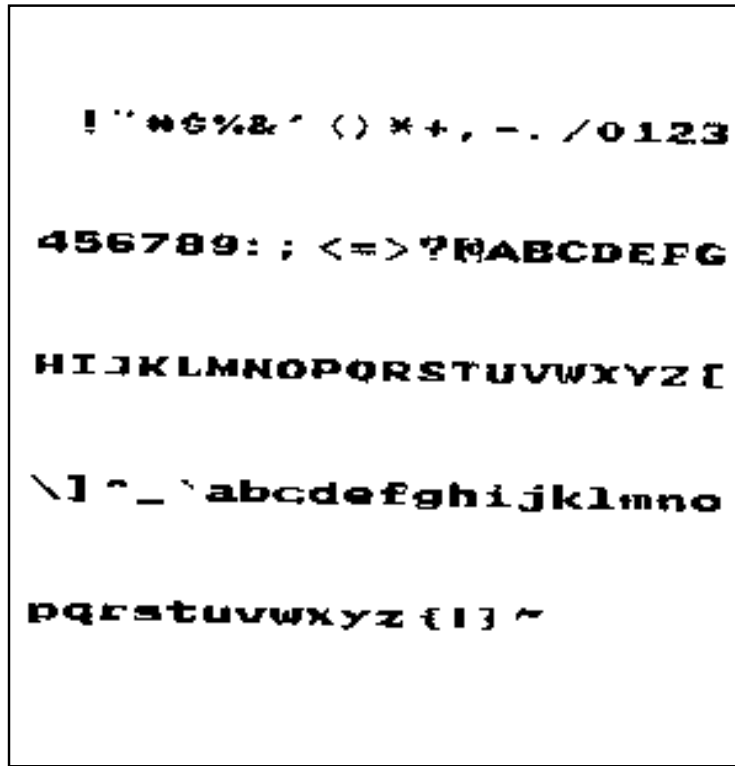 !"#$%&'()*+,-./0123
456789:;<=>?@ABCDEFG
HIJKLMNOPQRSTUVWXYZ[
\]^_`abcdefghijklmno
pqrstuvwxyz{|}~